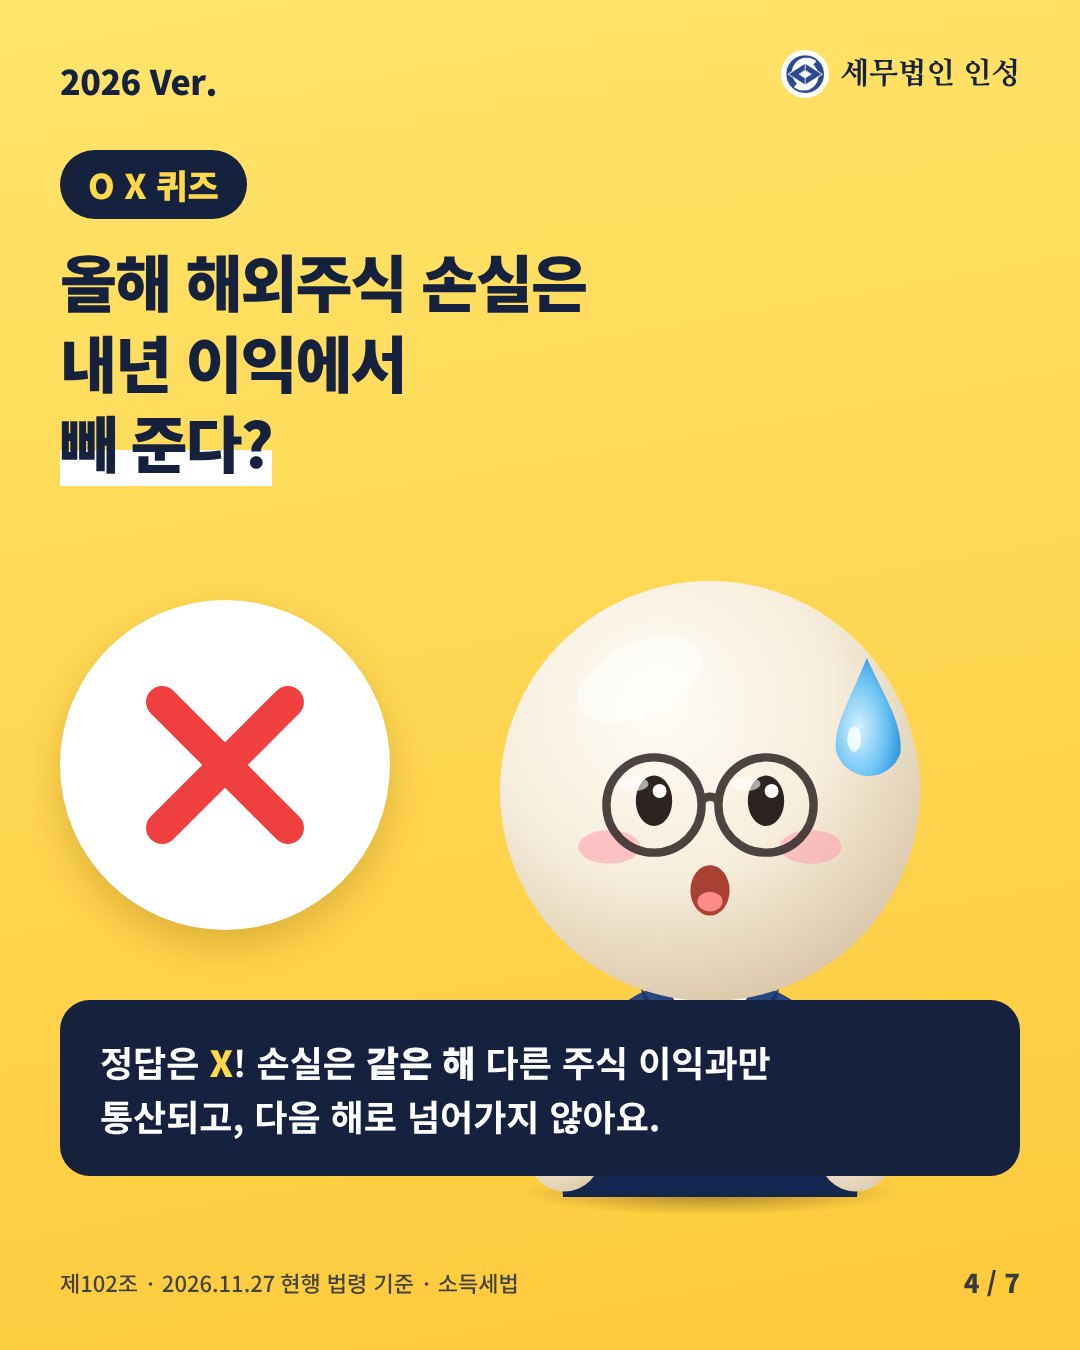 2026 Ver.
세무법인 인성
O X 퀴즈
올해 해외주식 손실은
내년 이익에서
빼 준다?
정답은 X! 손실은 같은 해 다른 주식 이익과만
통산되고, 다음 해로 넘어가지 않아요.
제102조 · 2026.11.27 현행 법령 기준 · 소득세법
4 / 7